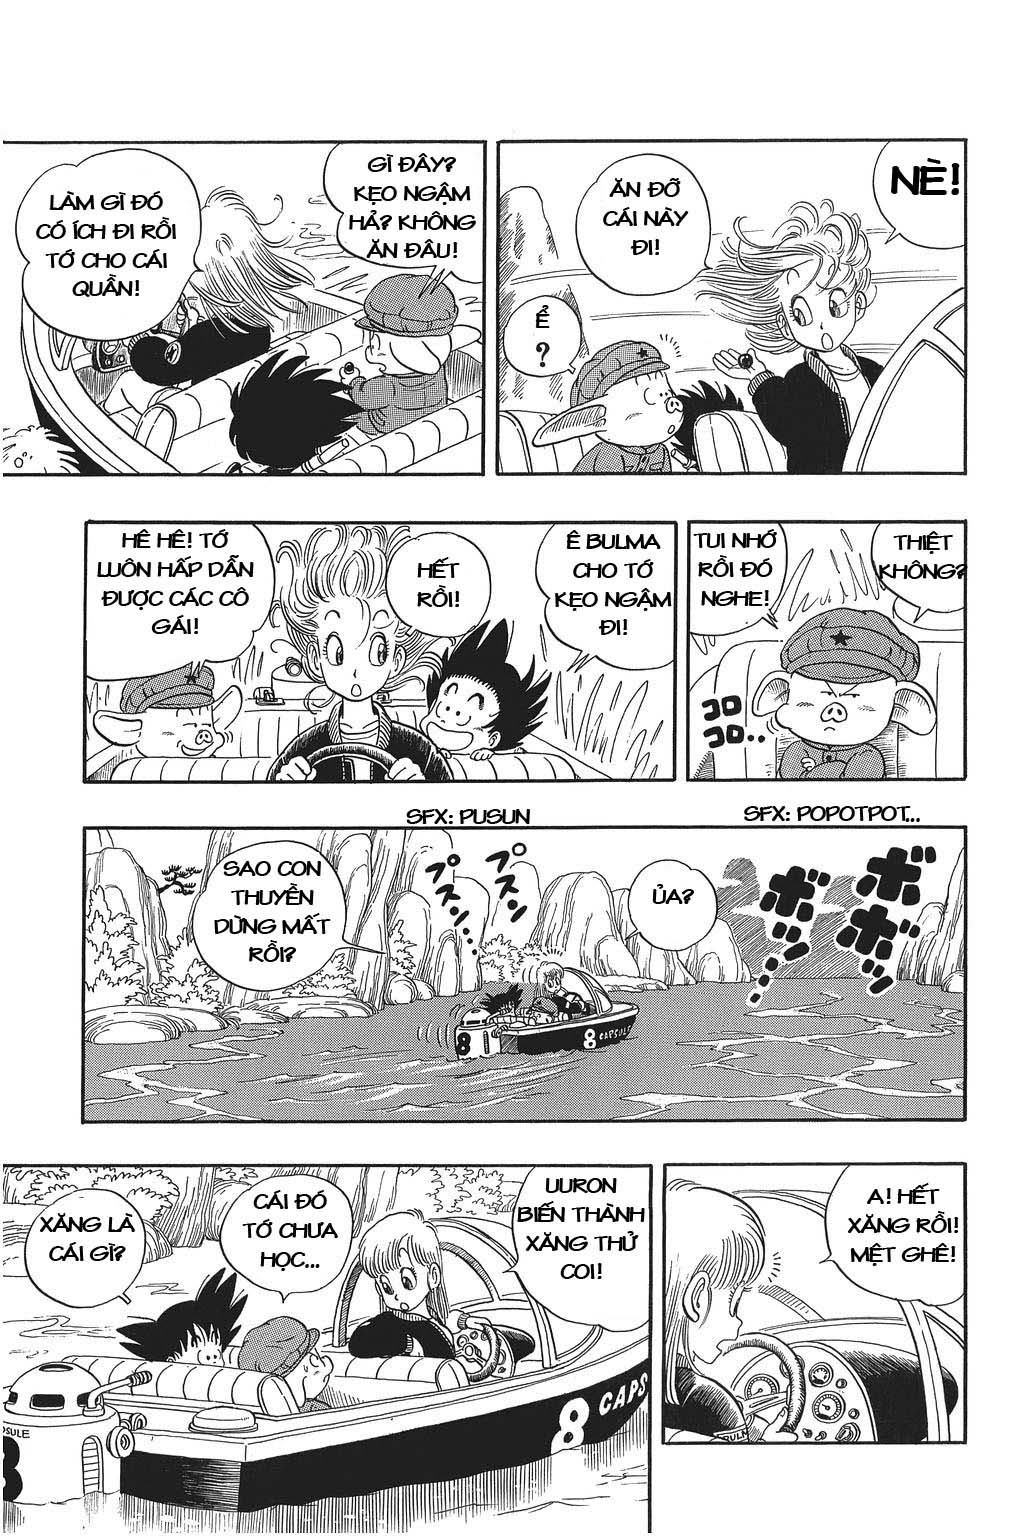 NÈ!
ĂN ĐỠ
CÁI NÀY
ĐI!
Ể
?
GÌ ĐÂY?
KẸO NGẬM
HẢ? KHÔNG
ĂN ĐÂU!
LÀM GÌ ĐÓ
CÓ ÍCH ĐI RỒI
TỚ CHO CÁI
QUẦN!
THIỆT
KHÔNG?
TUI NHỚ
RỒI ĐÓ
NGHE!
コロ
コロ..
Ê BULMA
CHO TỚ
KẸO NGẬM
ĐI!
HẾT
RỒI!
HÊ HÊ! TỚ
LUÔN HẤP DẪN
ĐƯỢC CÁC CÔ
GÁI!
SFX: POPOTPOT...
SFX: PUSUN
ボボッ
ボボッ
ỦA?
プスン
プスン...
SAO CON
THUYỀN
DỪNG MẤT
RỒI?
8
8 CAPSULE
A! HẾT
XĂNG RỒI!
MỆT GHÊ!
BULM
UURON
BIẾN THÀNH
XĂNG THỬ
COI!
CÁI ĐÓ
TỚ CHƯA
HỌC...
XĂNG LÀ
CÁI GÌ?
8 CAPS
PSULE
8